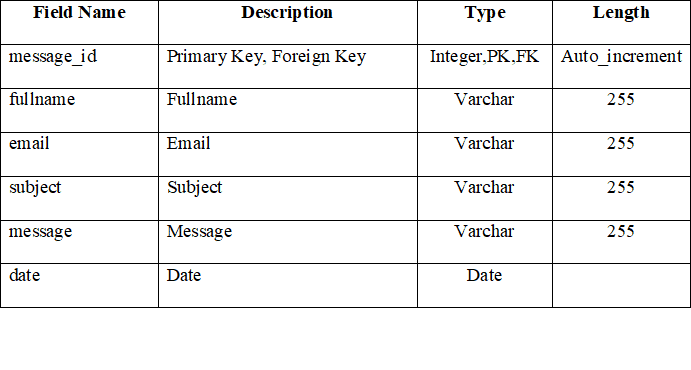 Field Name Description Type Length
message_id Primary Key, Foreign Key Integer,PK,FK Auto_increment
fullname Fullname Varchar 255
email Email Varchar 255
subject Subject Varchar 255
message Message Varchar 255
date Date Date